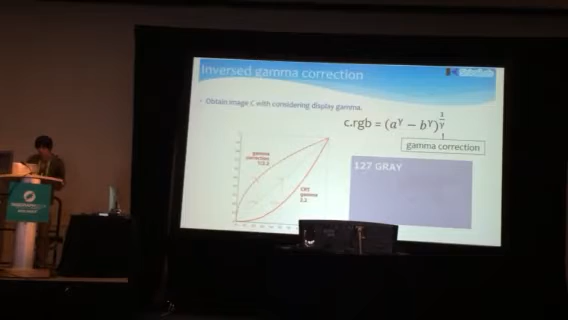 Inversed gamma correction
• Obtain image C with considering display gamma.
c.rgb = (a^γ − b^γ)^(1/γ)
gamma correction
gamma
correction
1/2.2
CRT
gamma
2.2
127 GRAY